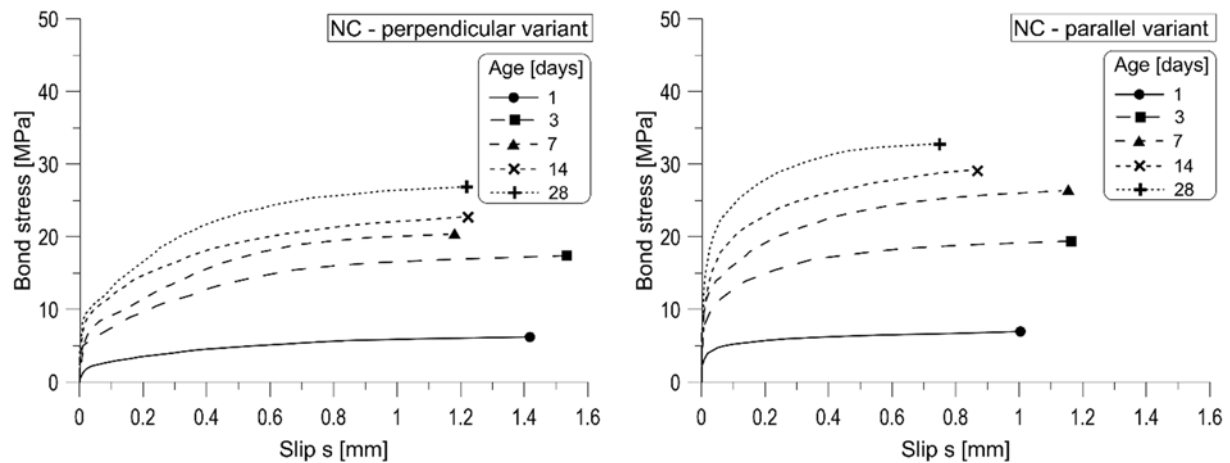 NC - perpendicular variant
Age [days]
1
3
7
14
28
50
40
30
20
10
0
Bond stress [MPa]
0 0.2 0.4 0.6 0.8 1 1.2 1.4 1.6
Slip s [mm]
NC - parallel variant
Age [days]
1
3
7
14
28
50
40
30
20
10
0
Bond stress [MPa]
0 0.2 0.4 0.6 0.8 1 1.2 1.4 1.6
Slip s [mm]